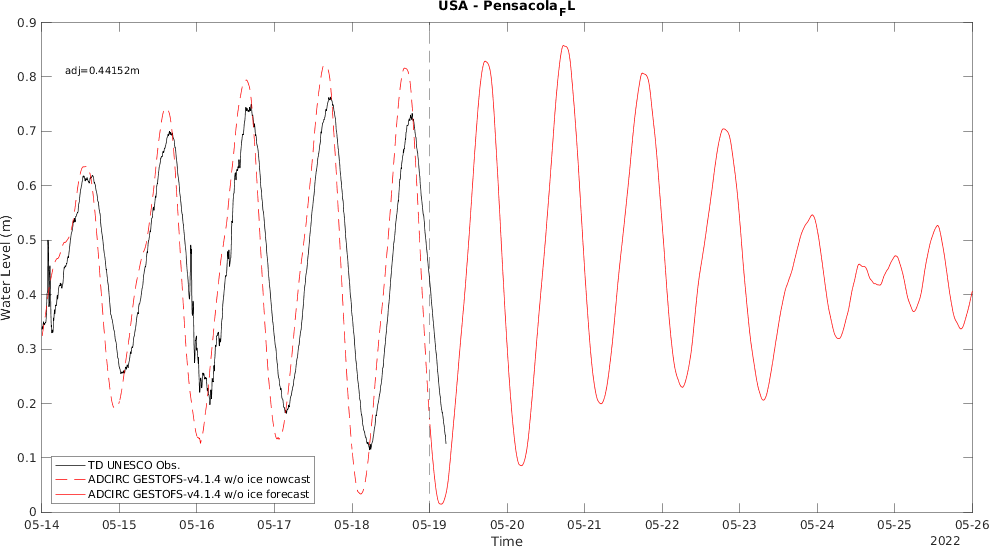 USA - Pensacola_FL
0.9
adj=0.44152m
0.8
0.7
0.6
0.5
0.4
0.3
0.2
0.1
0
Water Level (m)
TD UNESCO Obs.
ADCIRC GESTOFS-v4.1.4 w/o ice nowcast
ADCIRC GESTOFS-v4.1.4 w/o ice forecast
05-14 05-15 05-16 05-17 05-18 05-19 05-20 05-21 05-22 05-23 05-24 05-25 05-26
Time
2022